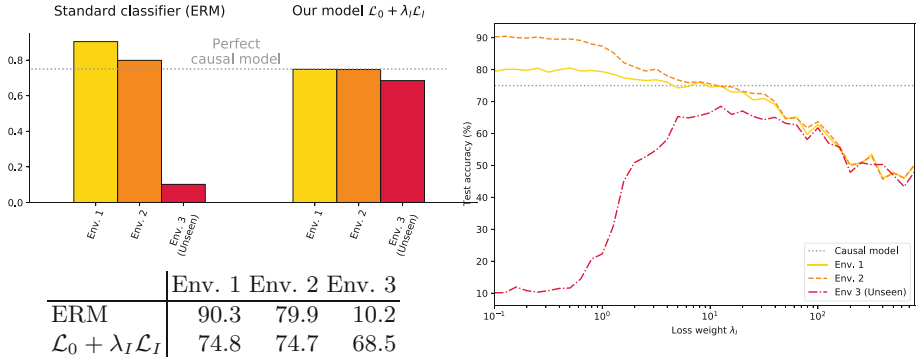 Standard classifier (ERM)
Our model ℒ₀ + λ_Iℒ_I
Perfect
causal model
0.8
0.6
0.4
0.2
0.0
Env. 1
Env. 2
Env. 3
(Unseen)
Env. 1
Env. 2
Env. 3
(Unseen)
Env. 1 Env. 2 Env. 3
ERM 90.3 79.9 10.2
ℒ₀ + λ_Iℒ_I 74.8 74.7 68.5
Test accuracy (%)
90
80
70
60
50
40
30
20
10
10⁻¹ 10⁰ 10¹ 10²
Loss weight λ_I
Causal model
Env. 1
Env. 2
Env 3 (Unseen)